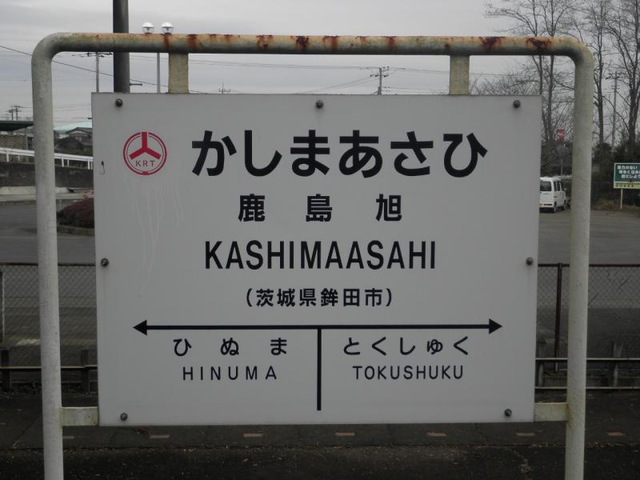 KRT
かしまあさひ
鹿島旭
KASHIMAASAHI
(茨城県鉾田市)
ひぬま
とくしゅく
HINUMA
TOKUSHUKU